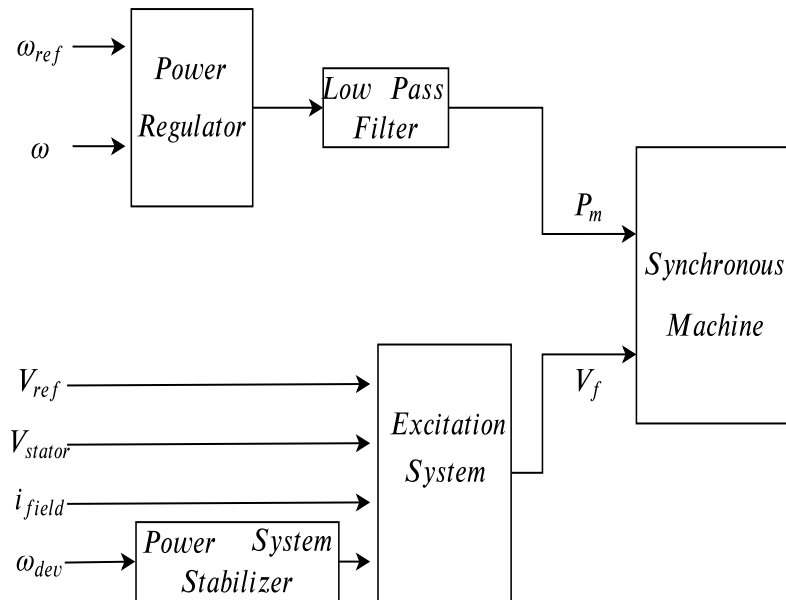 ω_ref
Power
Regulator
ω
Low Pass
Filter
P_m
Synchronous
Machine
V_f
V_ref
V_stator
i_field
ω_dev
Excitation
System
Power System
Stabilizer